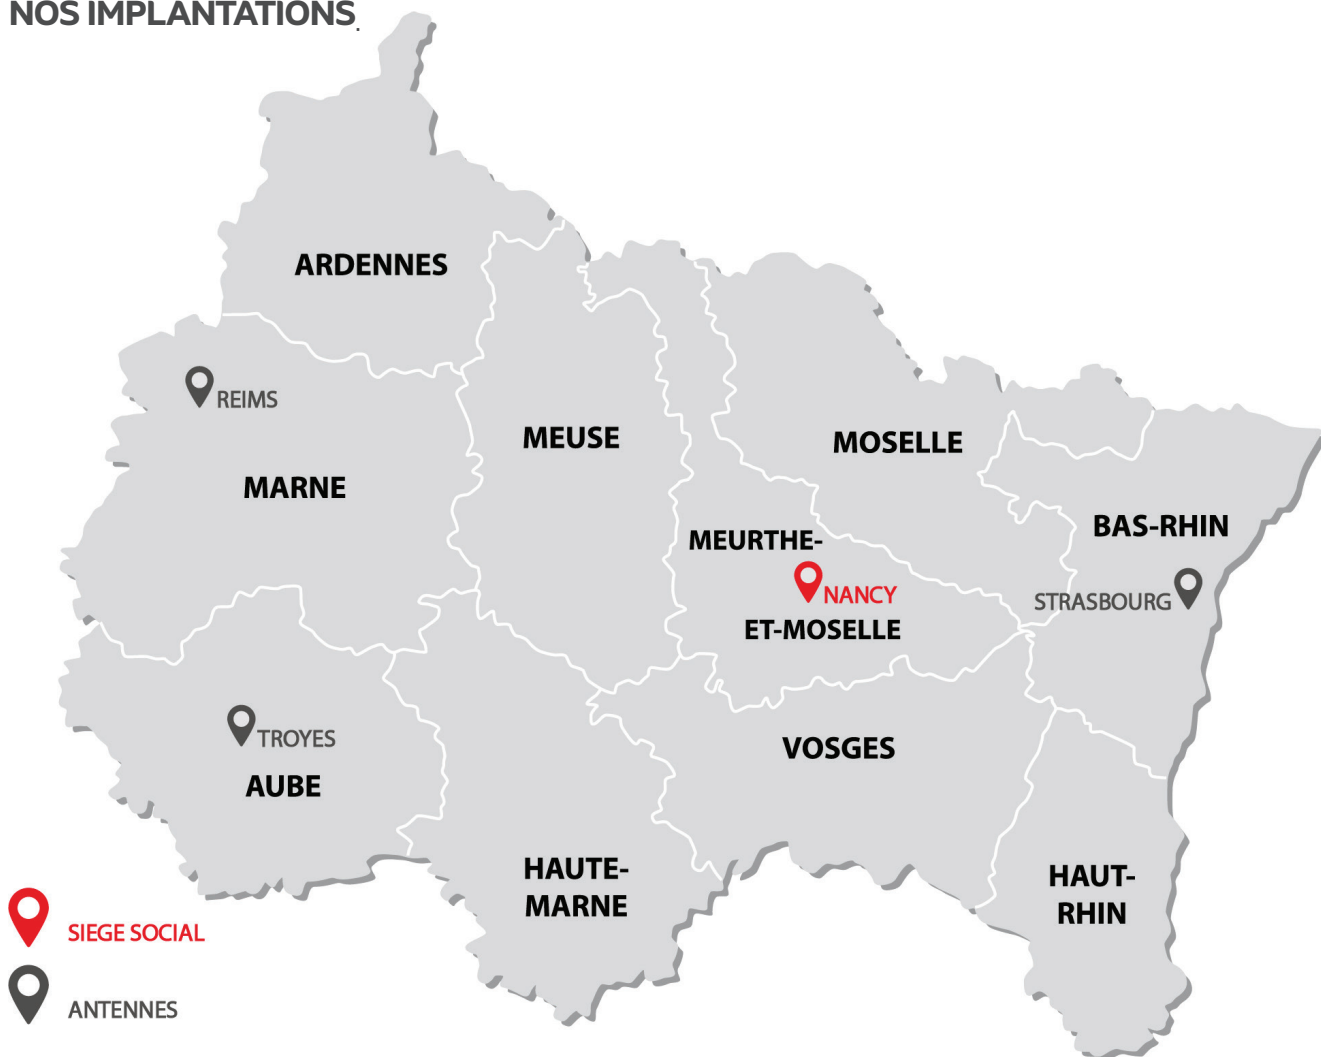 NOS IMPLANTATIONS.
ARDENNES
REIMS
MEUSE
MOSELLE
MARNE
BAS-RHIN
MEURTHE-
NANCY
STRASBOURG
ET-MOSELLE
TROYES
VOSGES
AUBE
HAUTE-
MARNE
HAUT-
RHIN
SIEGE SOCIAL
ANTENNES